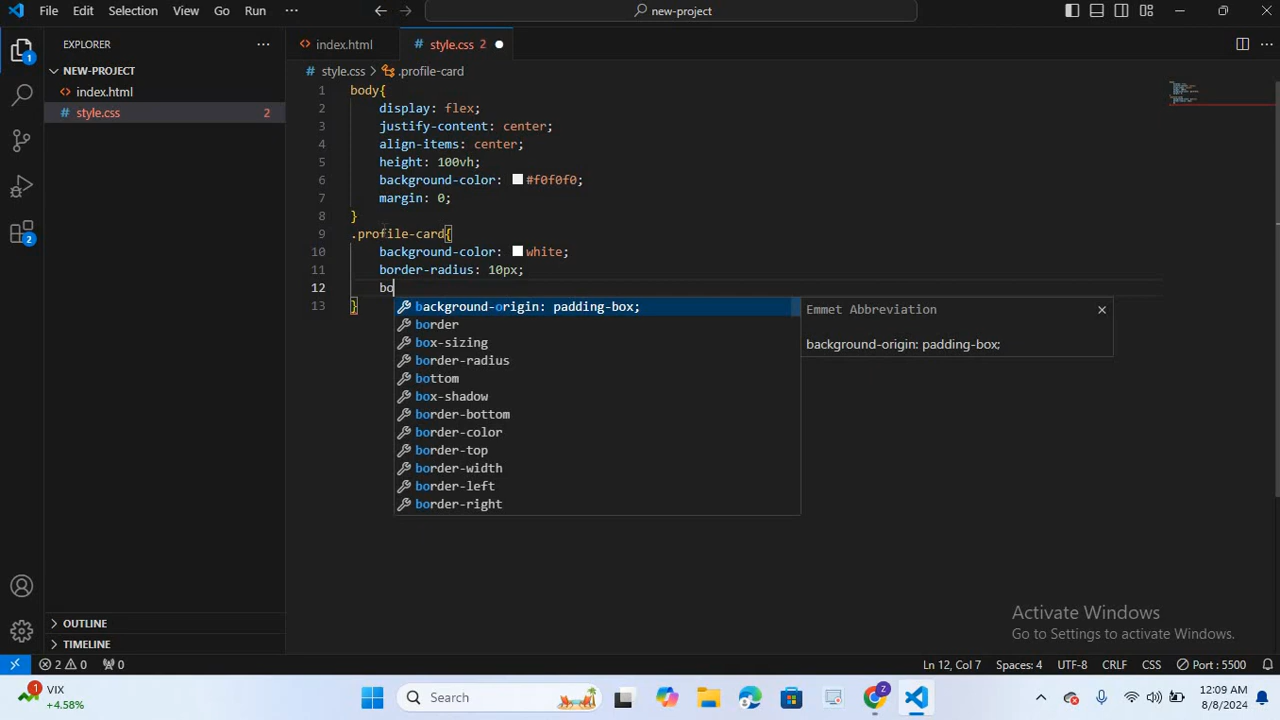 File Edit Selection View Go Run ··· new-project
EXPLORER ···
index.html
style.css 2
NEW-PROJECT
index.html
style.css 2
style.css > .profile-card
1 body{
2 display: flex;
3 justify-content: center;
4 align-items: center;
5 height: 100vh;
6 background-color: #f0f0f0;
7 margin: 0;
8 }
9 .profile-card{
10 background-color: white;
11 border-radius: 10px;
12 bo
13 }
background-origin: padding-box;
border
box-sizing
border-radius
bottom
box-shadow
border-bottom
border-color
border-top
border-width
border-left
border-right
Emmet Abbreviation
background-origin: padding-box;
1
2
OUTLINE
TIMELINE
Activate Windows
Go to Settings to activate Windows.
2 0 0 Ln 12, Col 7 Spaces: 4 UTF-8 CRLF CSS Port : 5500
1 VIX
+4.58%
Search
Z
12:09 AM
8/8/2024